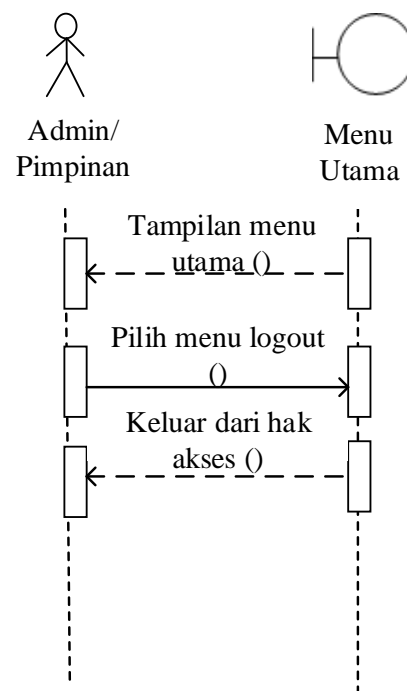 Admin/
Pimpinan
Menu
Utama
Tampilan menu
utama ()
Pilih menu logout
()
Keluar dari hak
akses ()